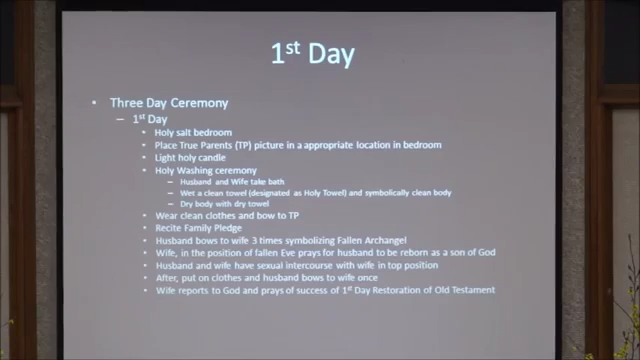 1st Day
• Three Day Ceremony
– 1st Day
• Holy salt bedroom
• Place True Parents (TP) picture in a appropriate location in bedroom
• Light holy candle
• Holy Washing ceremony
– Husband and Wife take bath
– Wet a clean towel (designated as Holy Towel) and symbolically clean body
– Dry body with dry towel
• Wear clean clothes and bow to TP
• Recite Family Pledge
• Husband bows to wife 3 times symbolizing Fallen Archangel
• Wife, in the position of fallen Eve prays for husband to be reborn as a son of God
• Husband and wife have sexual intercourse with wife in top position
• After, put on clothes and husband bows to wife once
• Wife reports to God and prays of success of 1st Day Restoration of Old Testament